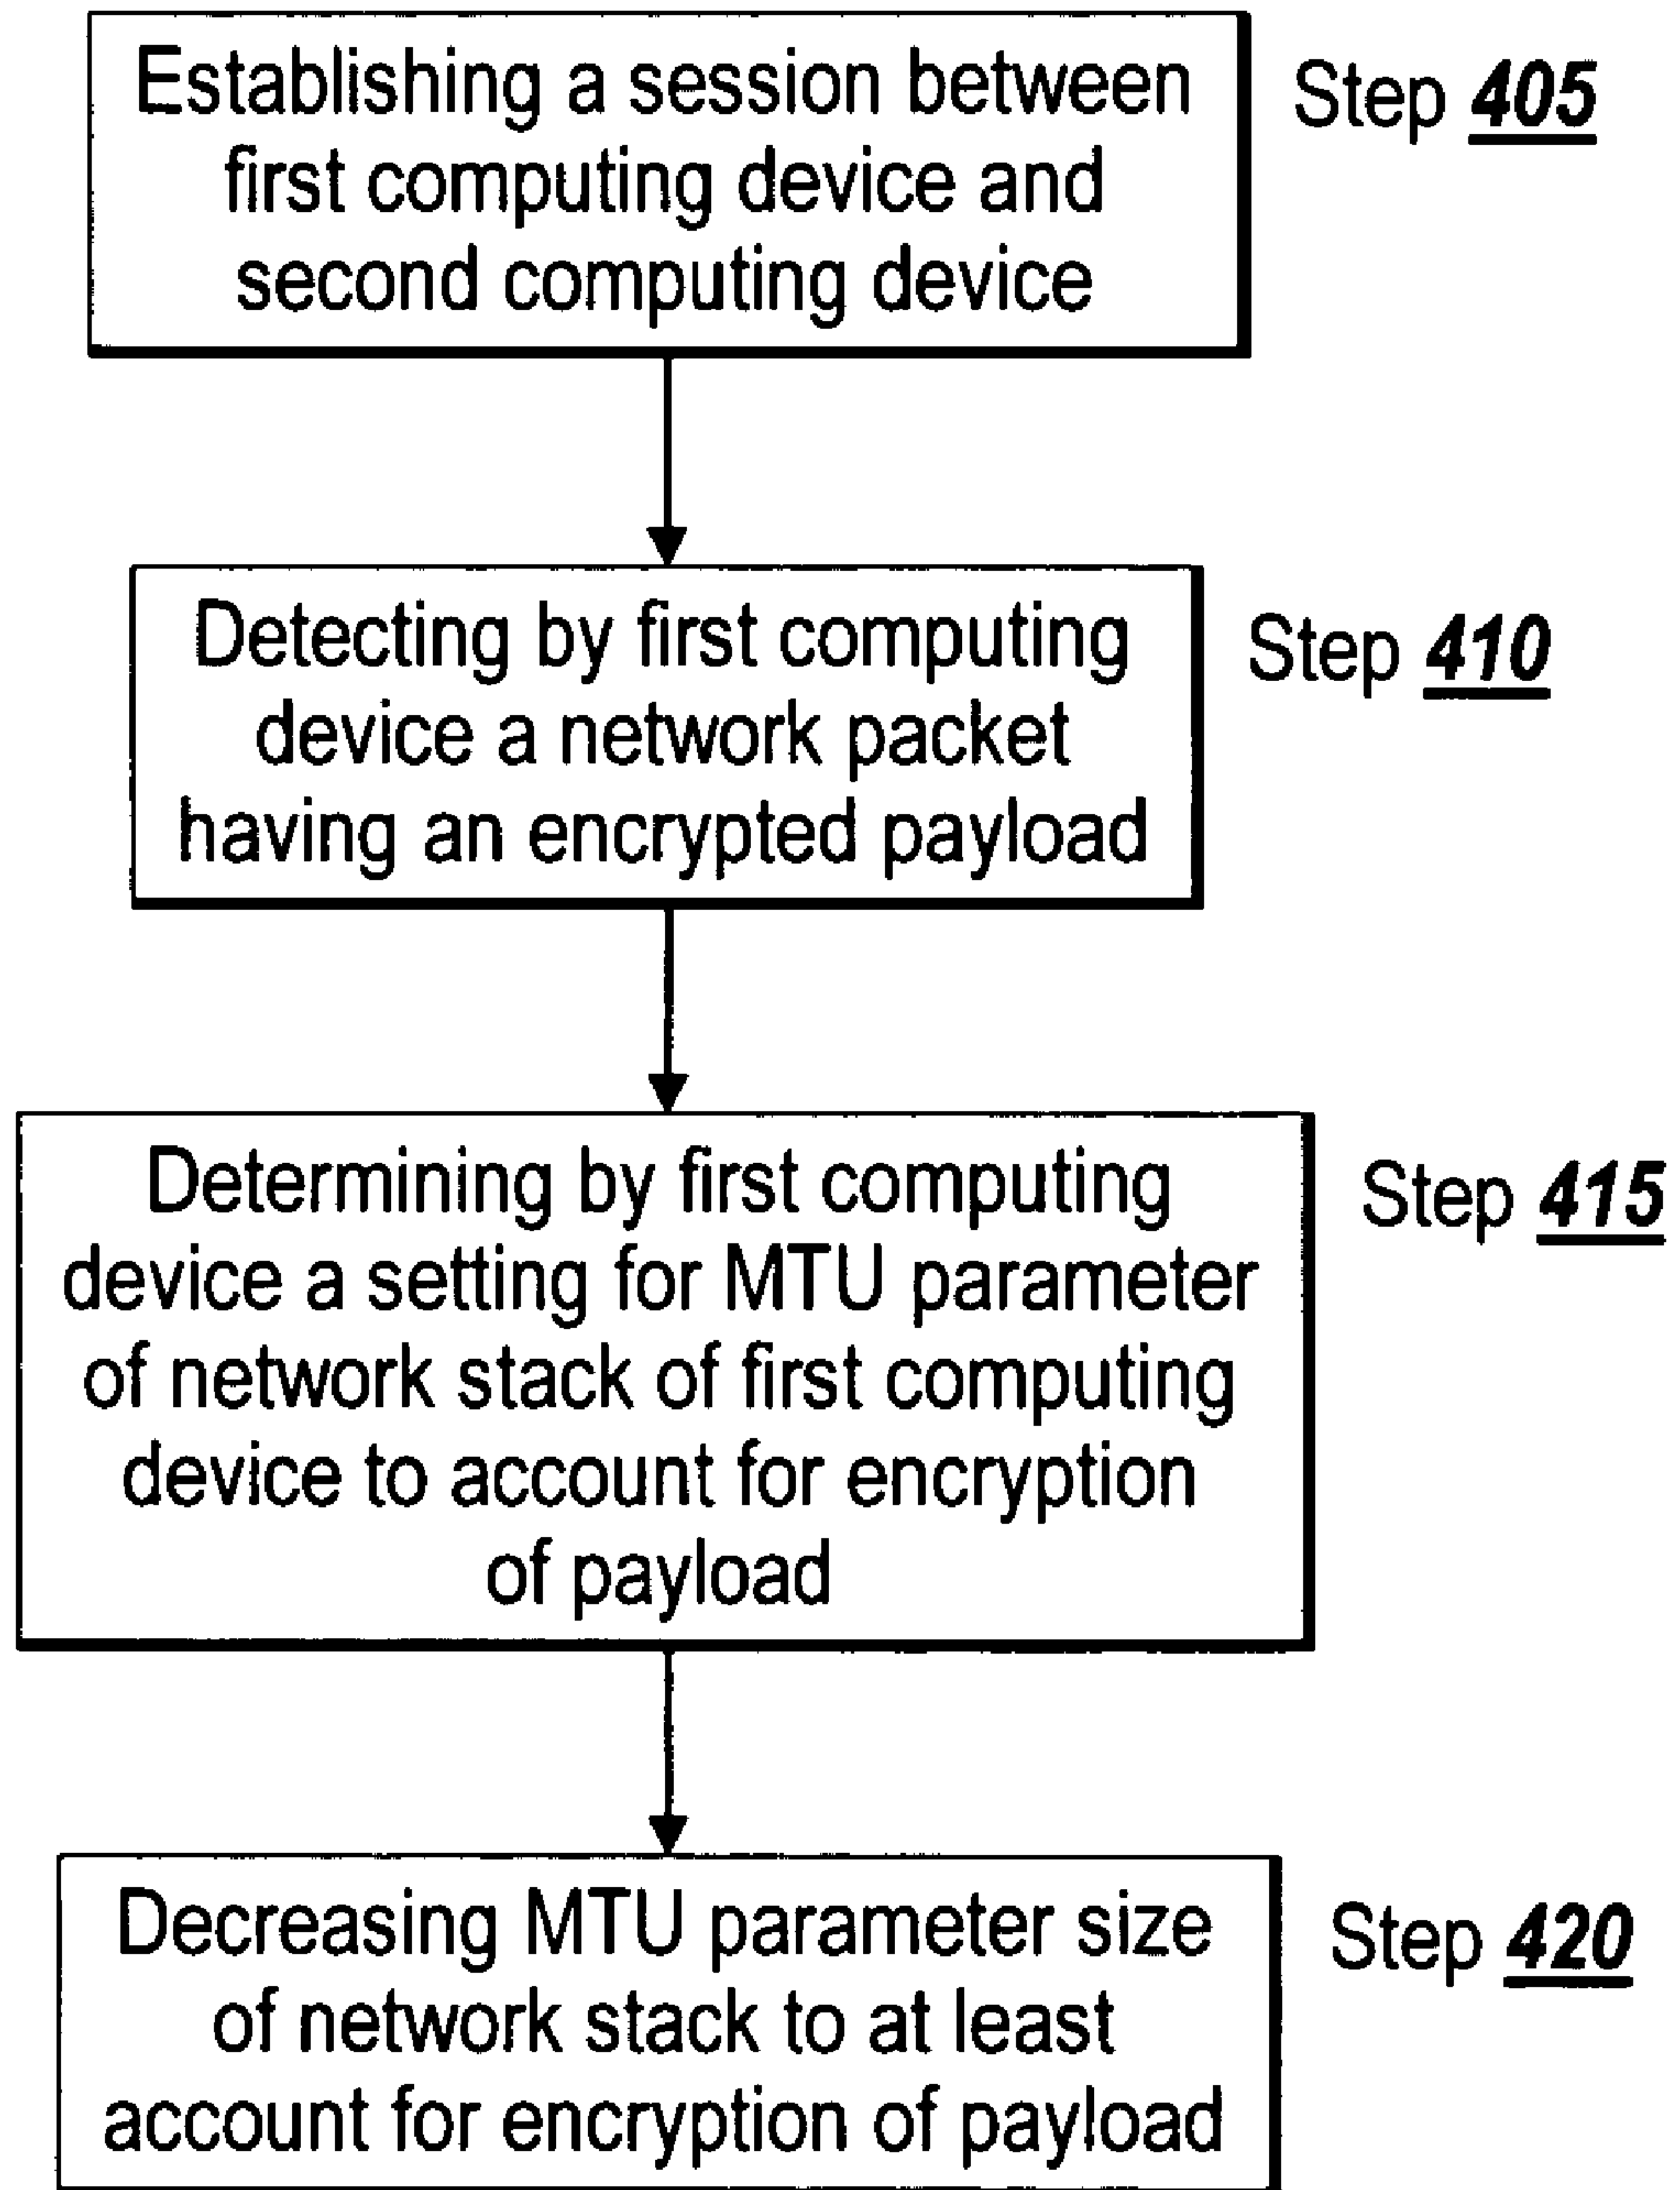 Establishing a session between
first computing device and
second computing device
Step 405
Detecting by first computing
device a network packet
having an encrypted payload
Step 410
Determining by first computing
device a setting for MTU parameter
of network stack of first computing
device to account for encryption
of payload
Step 415
Decreasing MTU parameter size
of network stack to at least
account for encryption of payload
Step 420